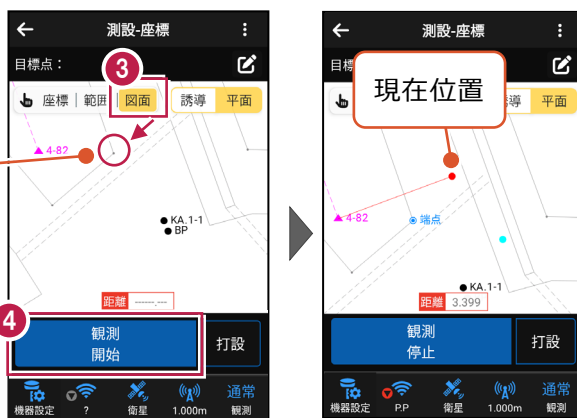 測設-座標
目標点：
3
座標
範囲
図面
誘導
平面
4-82
KA.1-1
BP
距離
-----.---
4
観測
開始
打設
機器設定
?
衛星
1.000m
通常
観測
測設-座標
現在位置
平面
4-82
端点
KA.1-1
距離
3.399
観測
停止
打設
機器設定
P.P
衛星
1.000m
通常
観測